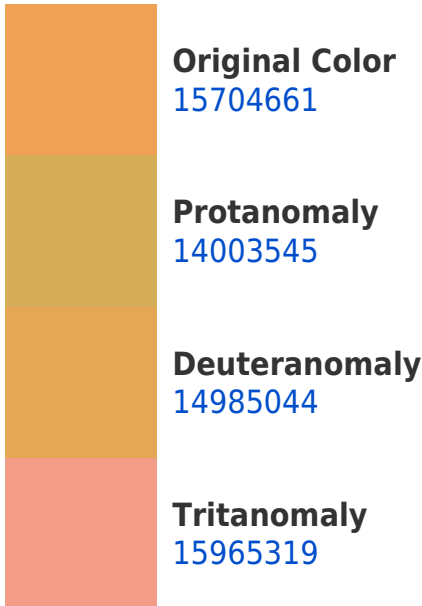 Original Color
15704661
Protanomaly
14003545
Deuteranomaly
14985044
Tritanomaly
15965319